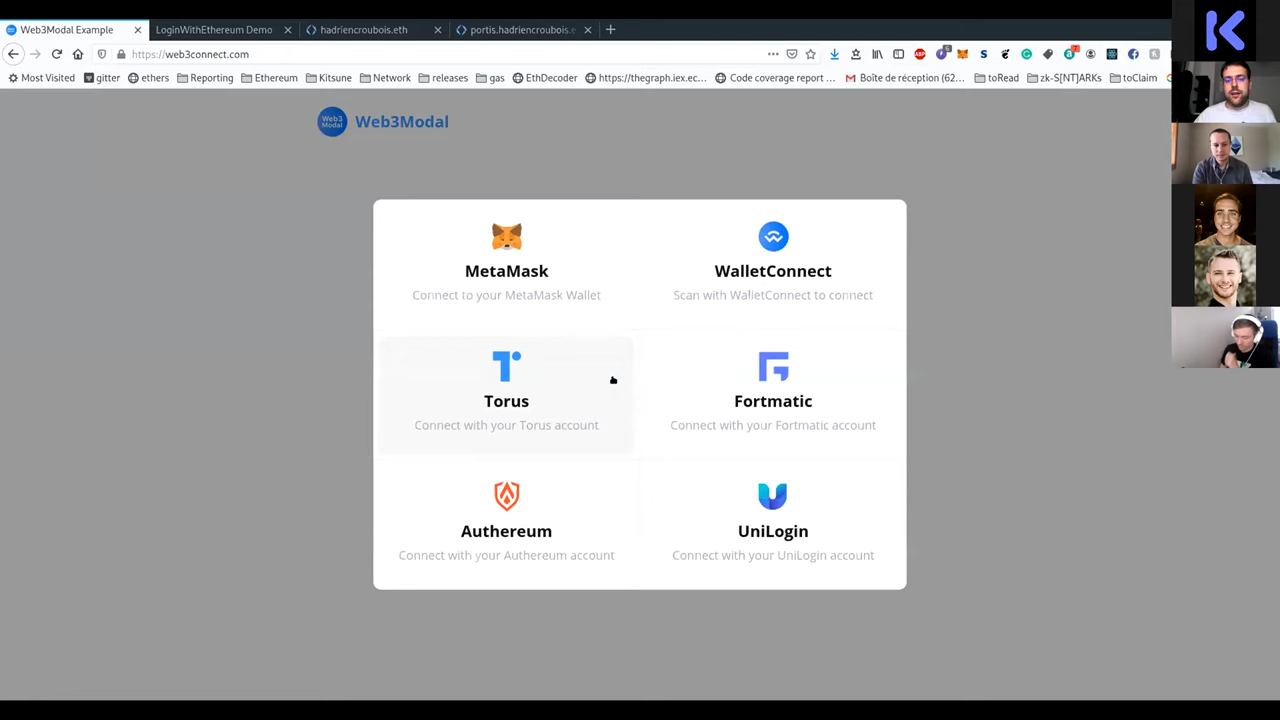 Web3Modal Example
LoginWithEthereum Demo
hadriencroubois.eth
portis.hadriencroubois.e
https://web3connect.com
Most Visited
gitter
ethers
Reporting
Ethereum
Kitsune
Network
releases
gas
EthDecoder
https://thegraph.iex.ec...
Code coverage report ...
Boîte de réception (62...
toRead
zk-S[NT]ARKs
toClaim
Web3 Modal
Web3Modal
MetaMask
Connect to your MetaMask Wallet
WalletConnect
Scan with WalletConnect to connect
Torus
Connect with your Torus account
Fortmatic
Connect with your Fortmatic account
Authereum
Connect with your Authereum account
UniLogin
Connect with your UniLogin account